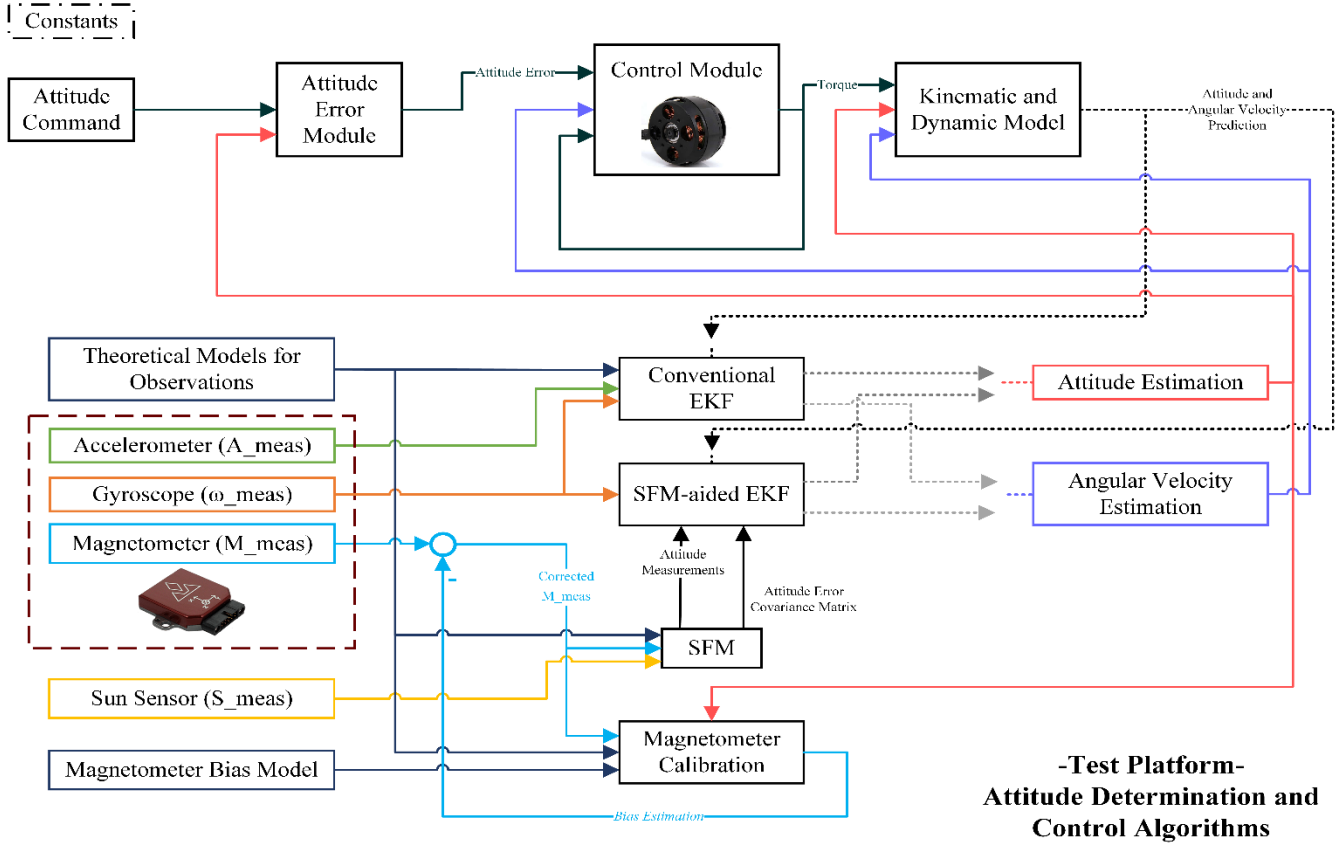 Constants
Attitude
Command
Attitude
Error
Module
Attitude Error
Control Module
Torque
Kinematic and
Dynamic Model
Attitude and
Angular Velocity
Prediction
Theoretical Models for
Observations
Conventional
EKF
Attitude Estimation
Accelerometer (A_meas)
Gyroscope (ω_meas)
SFM-aided EKF
Angular Velocity
Estimation
Magnetometer (M_meas)
-
Corrected
M_meas
Attitude
Measurements
Attitude Error
Covariance Matrix
SFM
Sun Sensor (S_meas)
Magnetometer
Calibration
Magnetometer Bias Model
Bias Estimation
-Test Platform-
Attitude Determination and
Control Algorithms